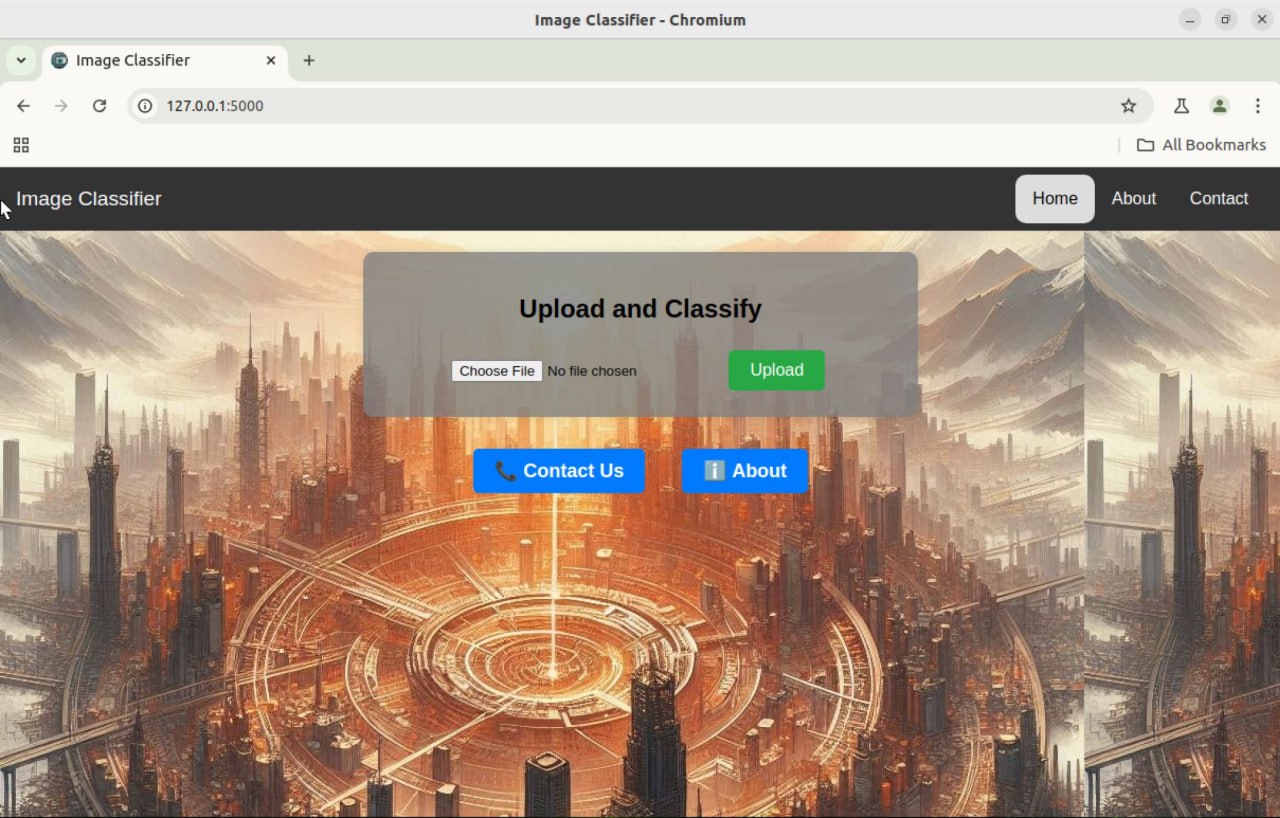 Image Classifier - Chromium
Image Classifier
127.0.0.1:5000
All Bookmarks
Image Classifier
Home
About
Contact
Upload and Classify
Choose File No file chosen
Upload
📞 Contact Us
ℹ️ About